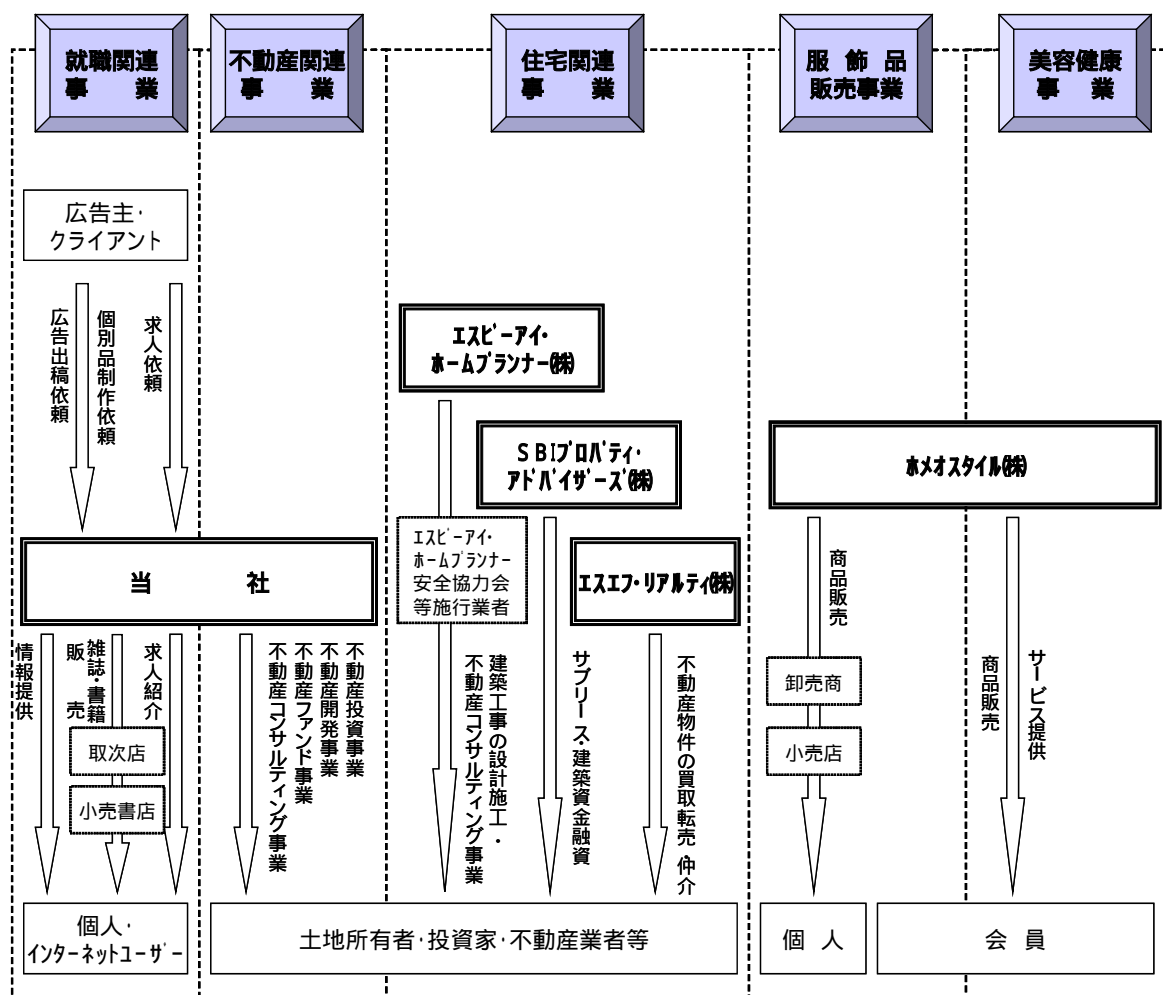 就職関連
事　業
不動産関連
事　業
住宅関連
事　業
服 飾 品
販売事業
美容健康
事　業
広告主・
クライアント
広告出稿依頼
個別品制作依頼
求人依頼
エスビーアイ・
ホームプランナー㈱
ＳＢIプロパティ・
アドバイザーズ㈱
ホメオスタイル㈱
エスビーアイ・
ホームプランナー
安全協力会
等施行業者
エスエフ・リアルティ㈱
当　　社
商品販売
情報提供
雑誌・書籍
販　売
求人紹介
取次店
小売書店
不動産投資事業
不動産開発事業
不動産ファンド事業
不動産コンサルティング事業
建築工事の設計施工・
不動産コンサルティング事業
サブリース・建築資金融資
不動産物件の買取転売・仲介
卸売商
小売店
商品販売
サービス提供
個人・
インターネットユーザー
土地所有者・投資家・不動産業者等
個 人
会 員